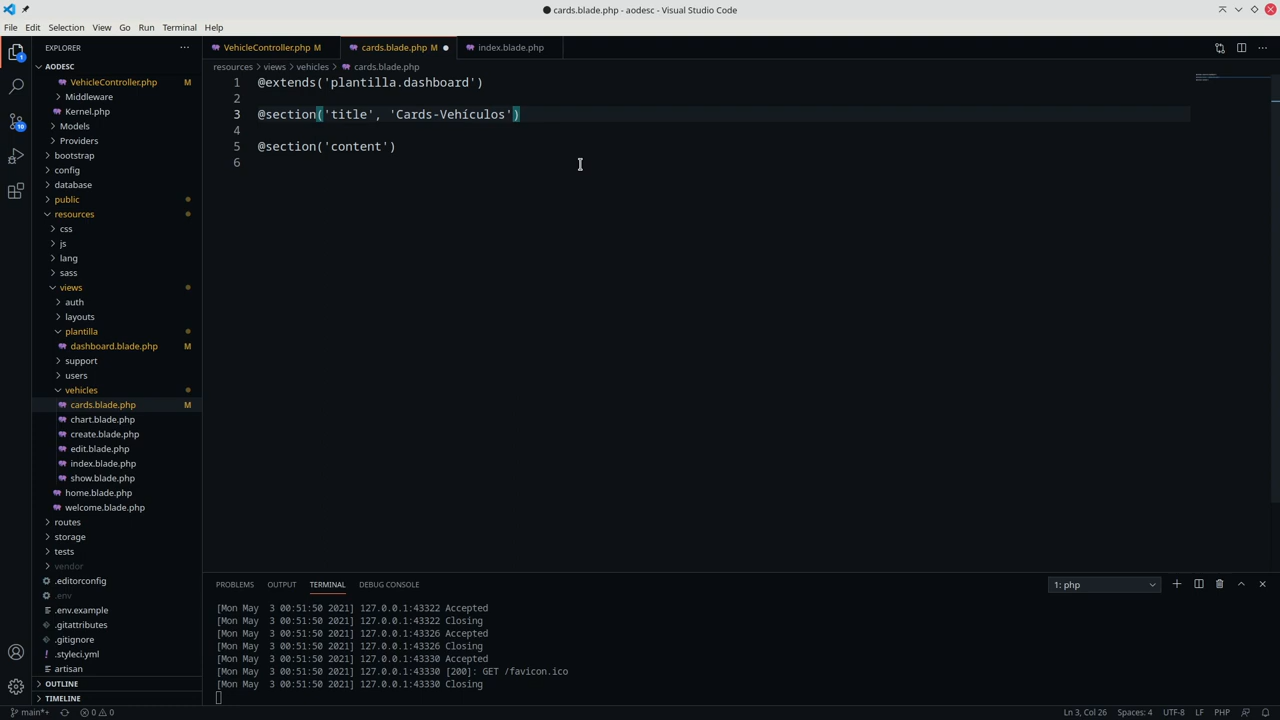 cards.blade.php - aodesc - Visual Studio Code
File Edit Selection View Go Run Terminal Help
EXPLORER
VehicleController.php M
cards.blade.php M
index.blade.php
AODESC
resources > views > vehicles > cards.blade.php
VehicleController.php M
Middleware
Kernel.php
Models
Providers
bootstrap
config
database
public
resources
css
js
lang
sass
views
auth
layouts
plantilla
dashboard.blade.php M
support
users
vehicles
cards.blade.php M
chart.blade.php
create.blade.php
edit.blade.php
index.blade.php
show.blade.php
home.blade.php
welcome.blade.php
routes
storage
tests
vendor
.editorconfig
.env
.env.example
.gitattributes
.gitignore
.styleci.yml
artisan
OUTLINE
TIMELINE
1
10
1 @extends('plantilla.dashboard')
2
3 @section('title', 'Cards-Vehículos')
4
5 @section('content')
6
PROBLEMS OUTPUT TERMINAL DEBUG CONSOLE
1: php
[Mon May  3 00:51:50 2021] 127.0.0.1:43322 Accepted
[Mon May  3 00:51:50 2021] 127.0.0.1:43322 Closing
[Mon May  3 00:51:50 2021] 127.0.0.1:43326 Accepted
[Mon May  3 00:51:50 2021] 127.0.0.1:43326 Closing
[Mon May  3 00:51:50 2021] 127.0.0.1:43330 Accepted
[Mon May  3 00:51:50 2021] 127.0.0.1:43330 [200]: GET /favicon.ico
[Mon May  3 00:51:50 2021] 127.0.0.1:43330 Closing
main*+ 0 0 Ln 3, Col 26 Spaces: 4 UTF-8 LF PHP